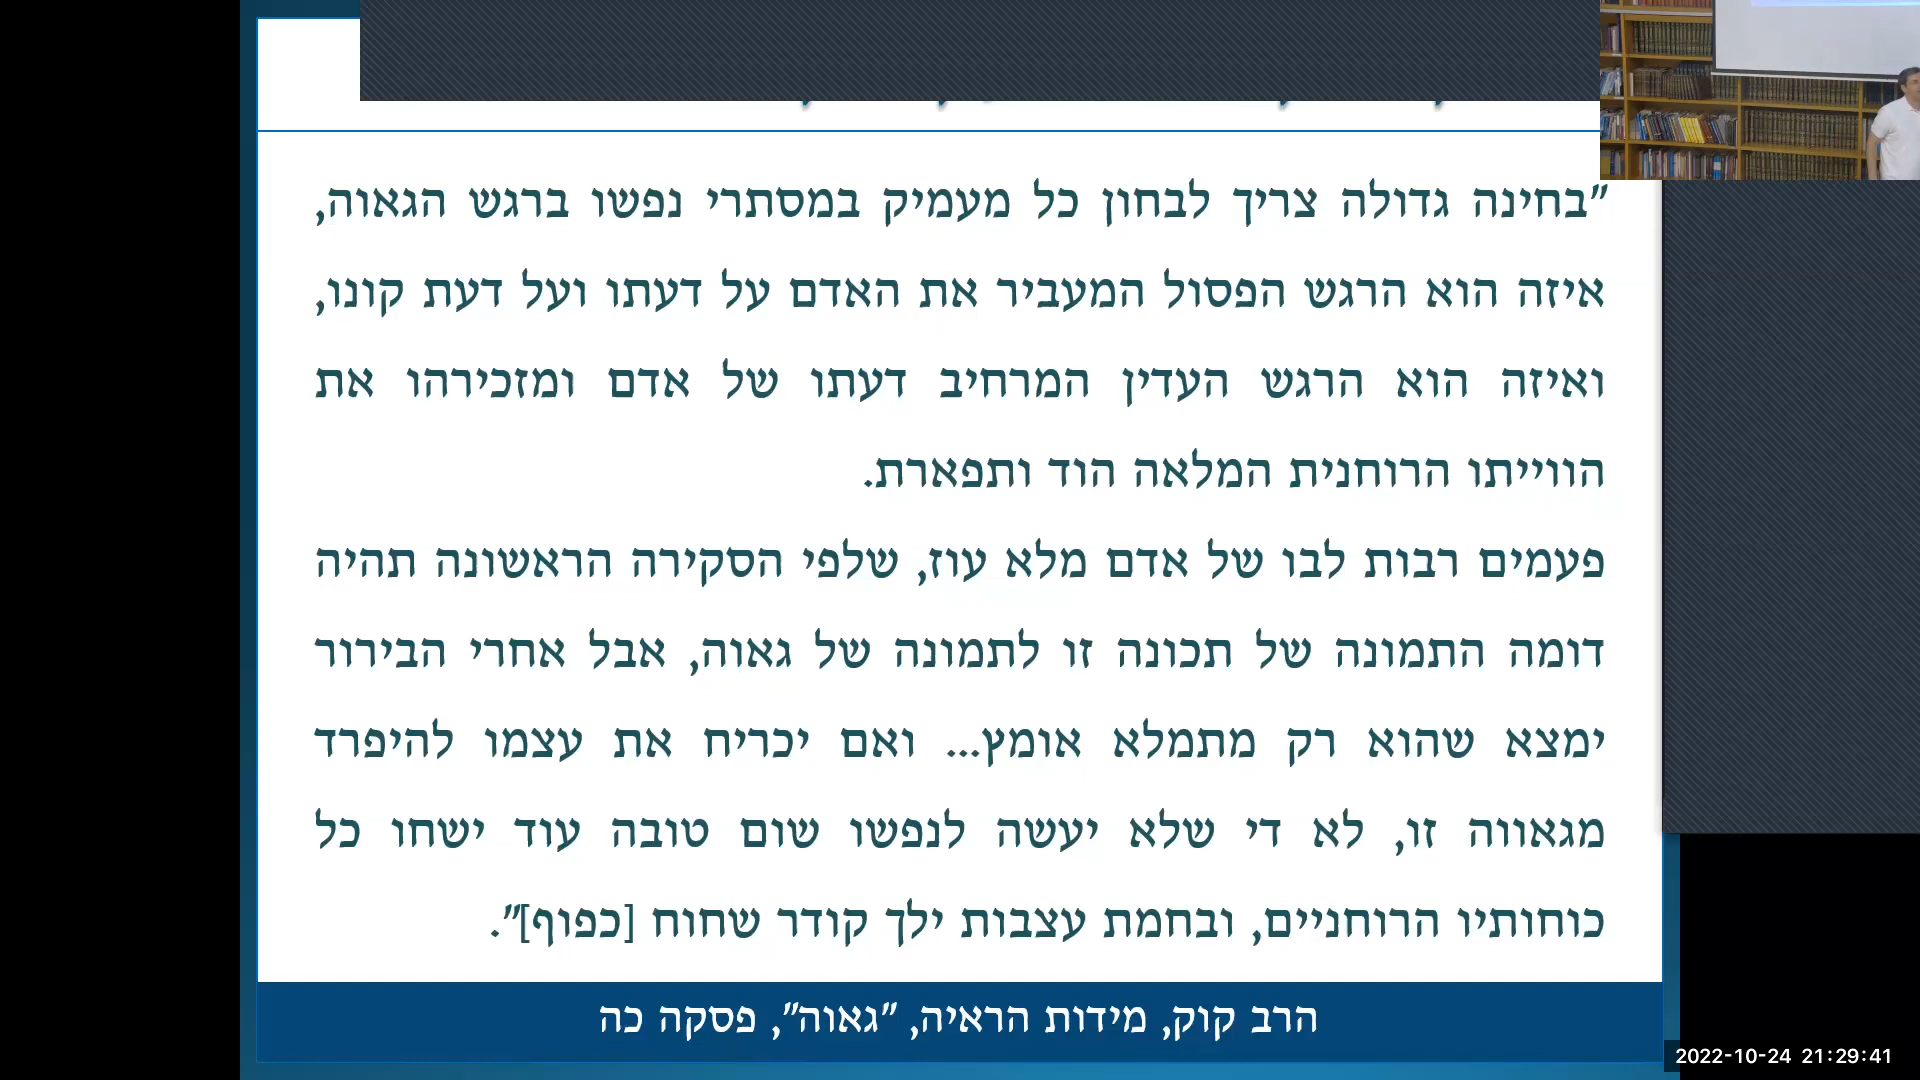 "בחינה גדולה צריך לבחון כל מעמיק במסתרי נפשו ברגש הגאוה,
איזה הוא הרגש הפסול המעביר את האדם על דעתו ועל דעת קונו,
ואיזה הוא הרגש העדין המרחיב דעתו של אדם ומזכירהו את
הווייתו הרוחנית המלאה הוד ותפארת.
פעמים רבות לבו של אדם מלא עוז, שלפי הסקירה הראשונה תהיה
דומה התמונה של תכונה זו לתמונה של גאוה, אבל אחרי הבירור
ימצא שהוא רק מתמלא אומץ... ואם יכריח את עצמו להיפרד
מגאווה זו, לא די שלא יעשה לנפשו שום טובה עוד ישחו כל
כוחותיו הרוחניים, ובחמת עצבות ילך קודר שחוח [כפוף]".
הרב קוק, מידות הראיה, "גאוה", פסקה כה
2022-10-24 21:29:41